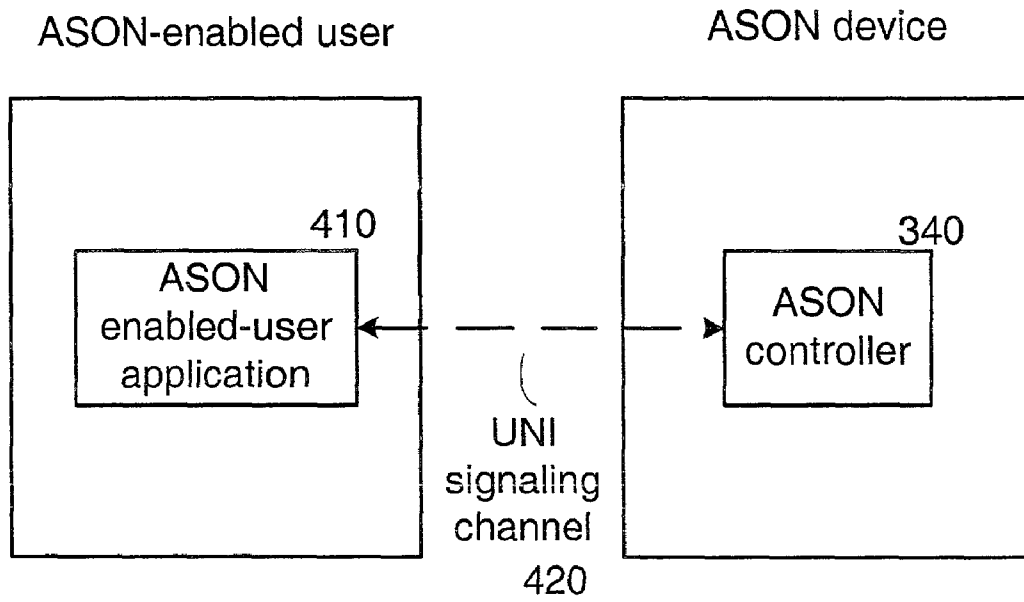 ASON-enabled user
ASON device
410
ASON
enabled-user
application
340
ASON
controller
UNI
signaling
channel
420